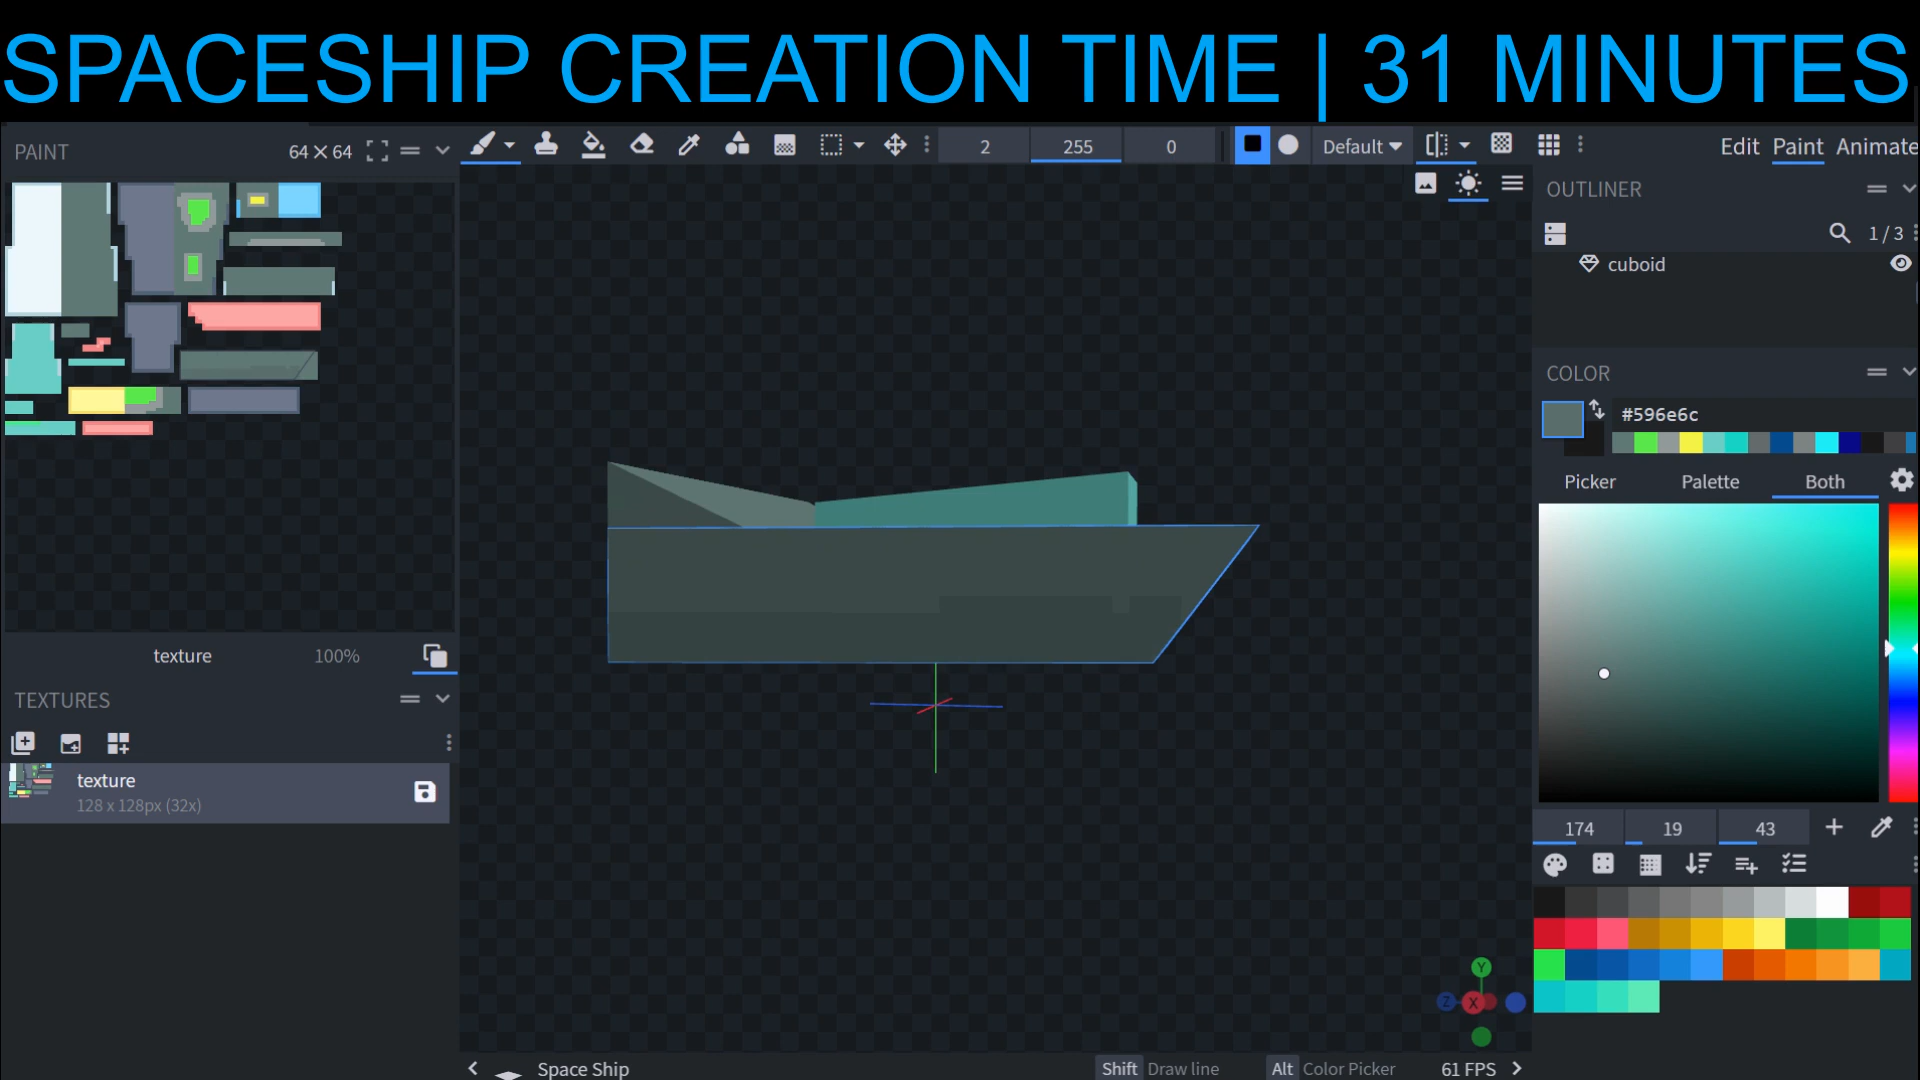 SPACESHIP CREATION TIME | 31 MINUTES
PAINT
64 × 64
2
255
0
Default
Edit
Paint
Animate
OUTLINER
1 / 3
cuboid
COLOR
#596e6c
Picker
Palette
Both
174
19
43
texture
100%
TEXTURES
texture
128 x 128px (32x)
Y
Z
X
Space Ship
Shift Draw line
Alt Color Picker
61 FPS